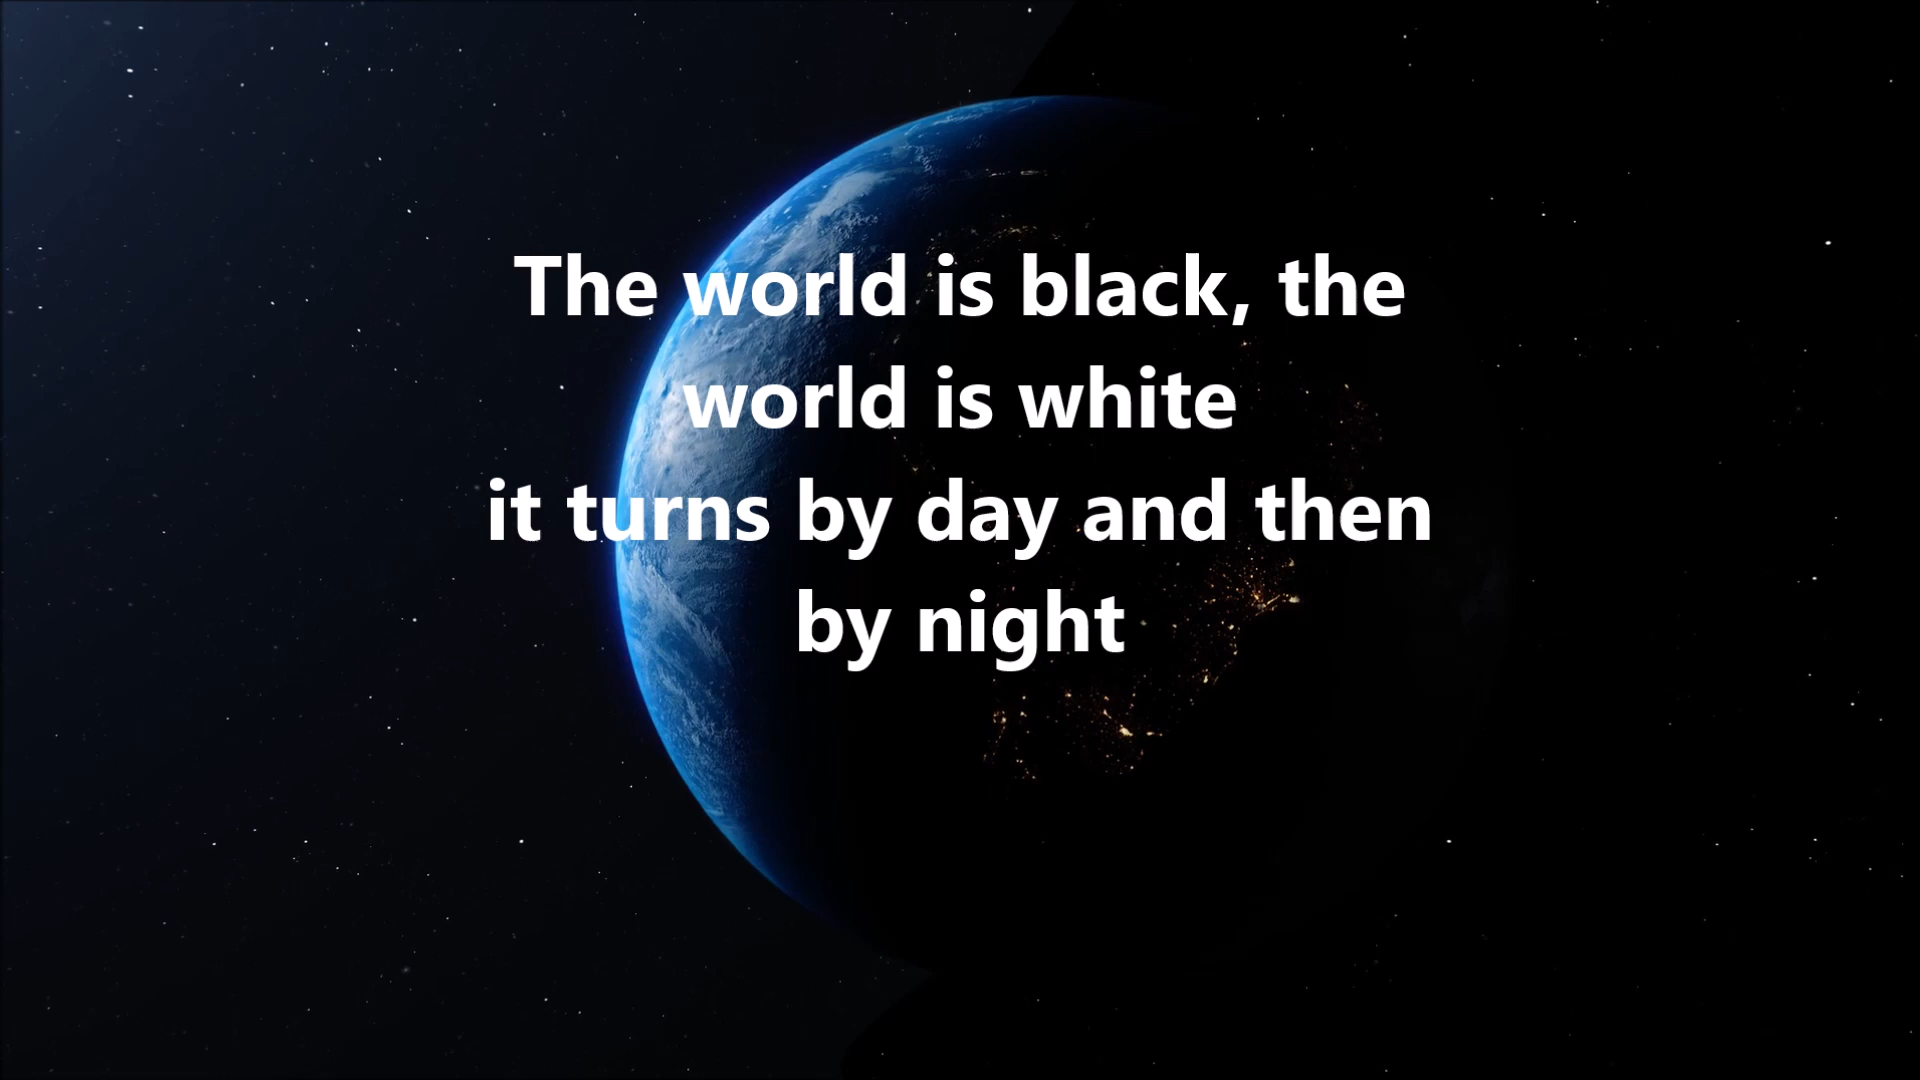 The world is black, the
world is white
it turns by day and then
by night